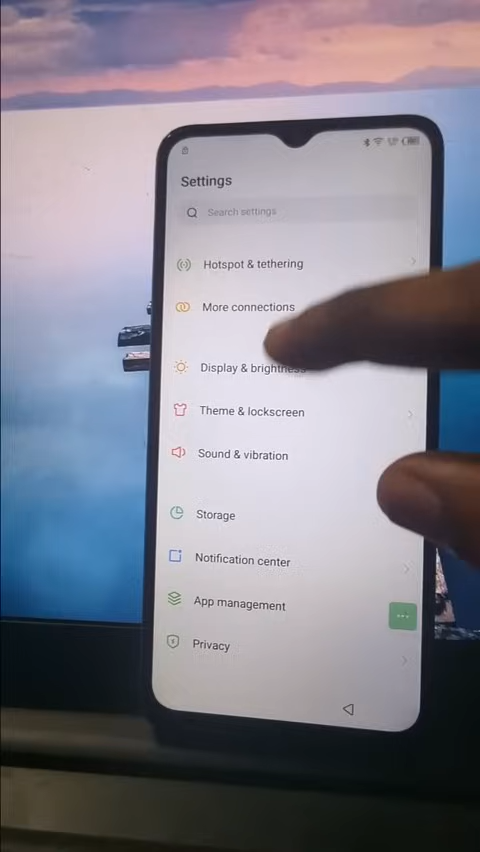 Settings
Search settings
Hotspot & tethering
More connections
Display & brightness
Theme & lockscreen
Sound & vibration
Storage
Notification center
App management
Privacy